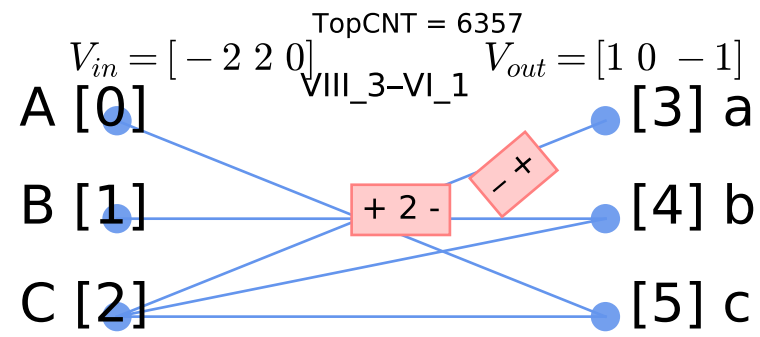 TopCNT = 6357
V_in = [ − 2 2 0]
V_out = [1 0 − 1]
VIII_3–VI_1
A [0]
[3] a
− +
B [1]
+ 2 -
[4] b
C [2]
[5] c